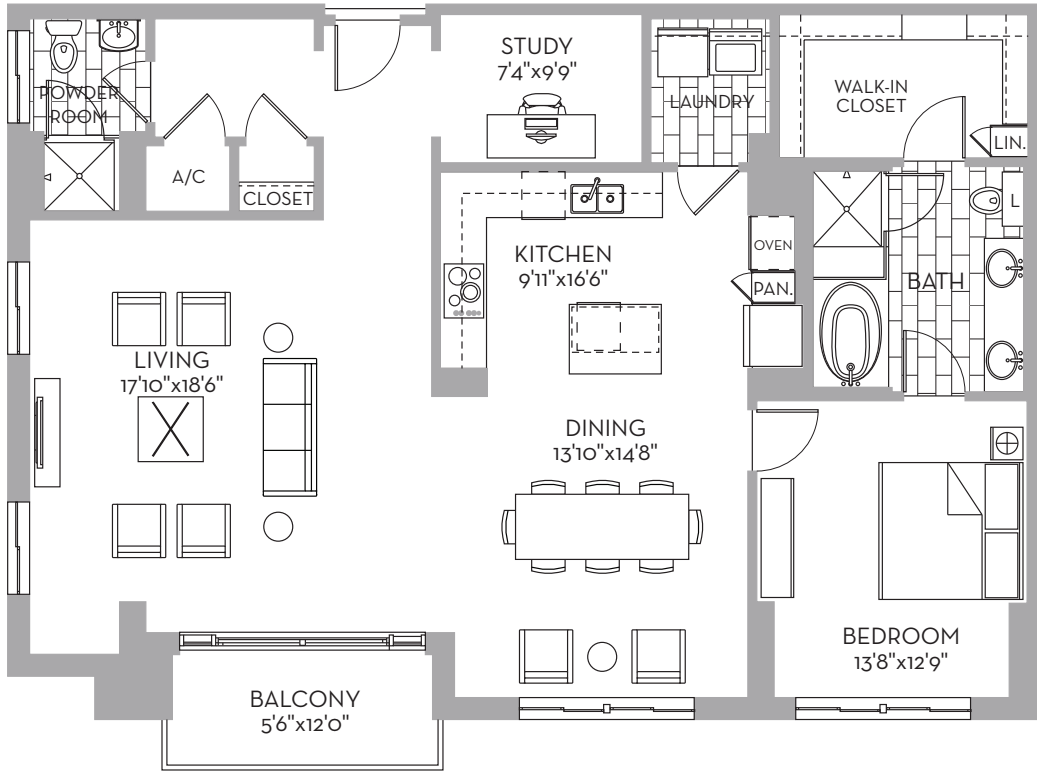 POWDER
ROOM
A/C
CLOSET
STUDY
7'4"x9'9"
LAUNDRY
WALK-IN
CLOSET
LIN.
L
KITCHEN
9'11"x16'6"
OVEN
PAN.
BATH
LIVING
17'10"x18'6"
DINING
13'10"x14'8"
BEDROOM
13'8"x12'9"
BALCONY
5'6"x12'0"